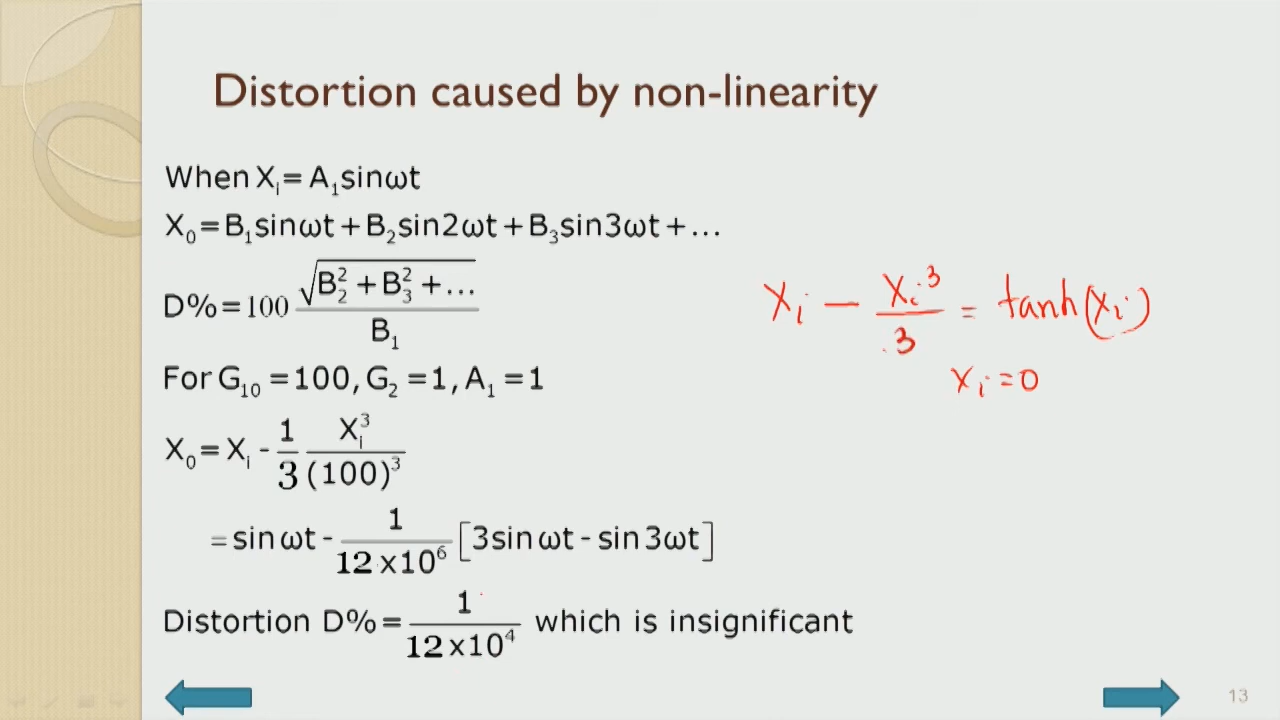 Distortion caused by non-linearity
When Xᵢ= A₁sinωt
X₀=B₁sinωt+B₂sin2ωt+B₃sin3ωt+...
D%=100 √(B₂²+B₃²+...) / B₁
For G₁₀ =100, G₂ =1, A₁ =1
X₀= Xᵢ - 1/3 Xᵢ³/(100)³
=sin ωt- 1/(12 ×10⁶) [3sin ωt - sin 3ωt]
Distortion D%= 1/(12 ×10⁴) which is insignificant
xᵢ – xᵢ³/3 = tanh(xᵢ)
xᵢ =0
13